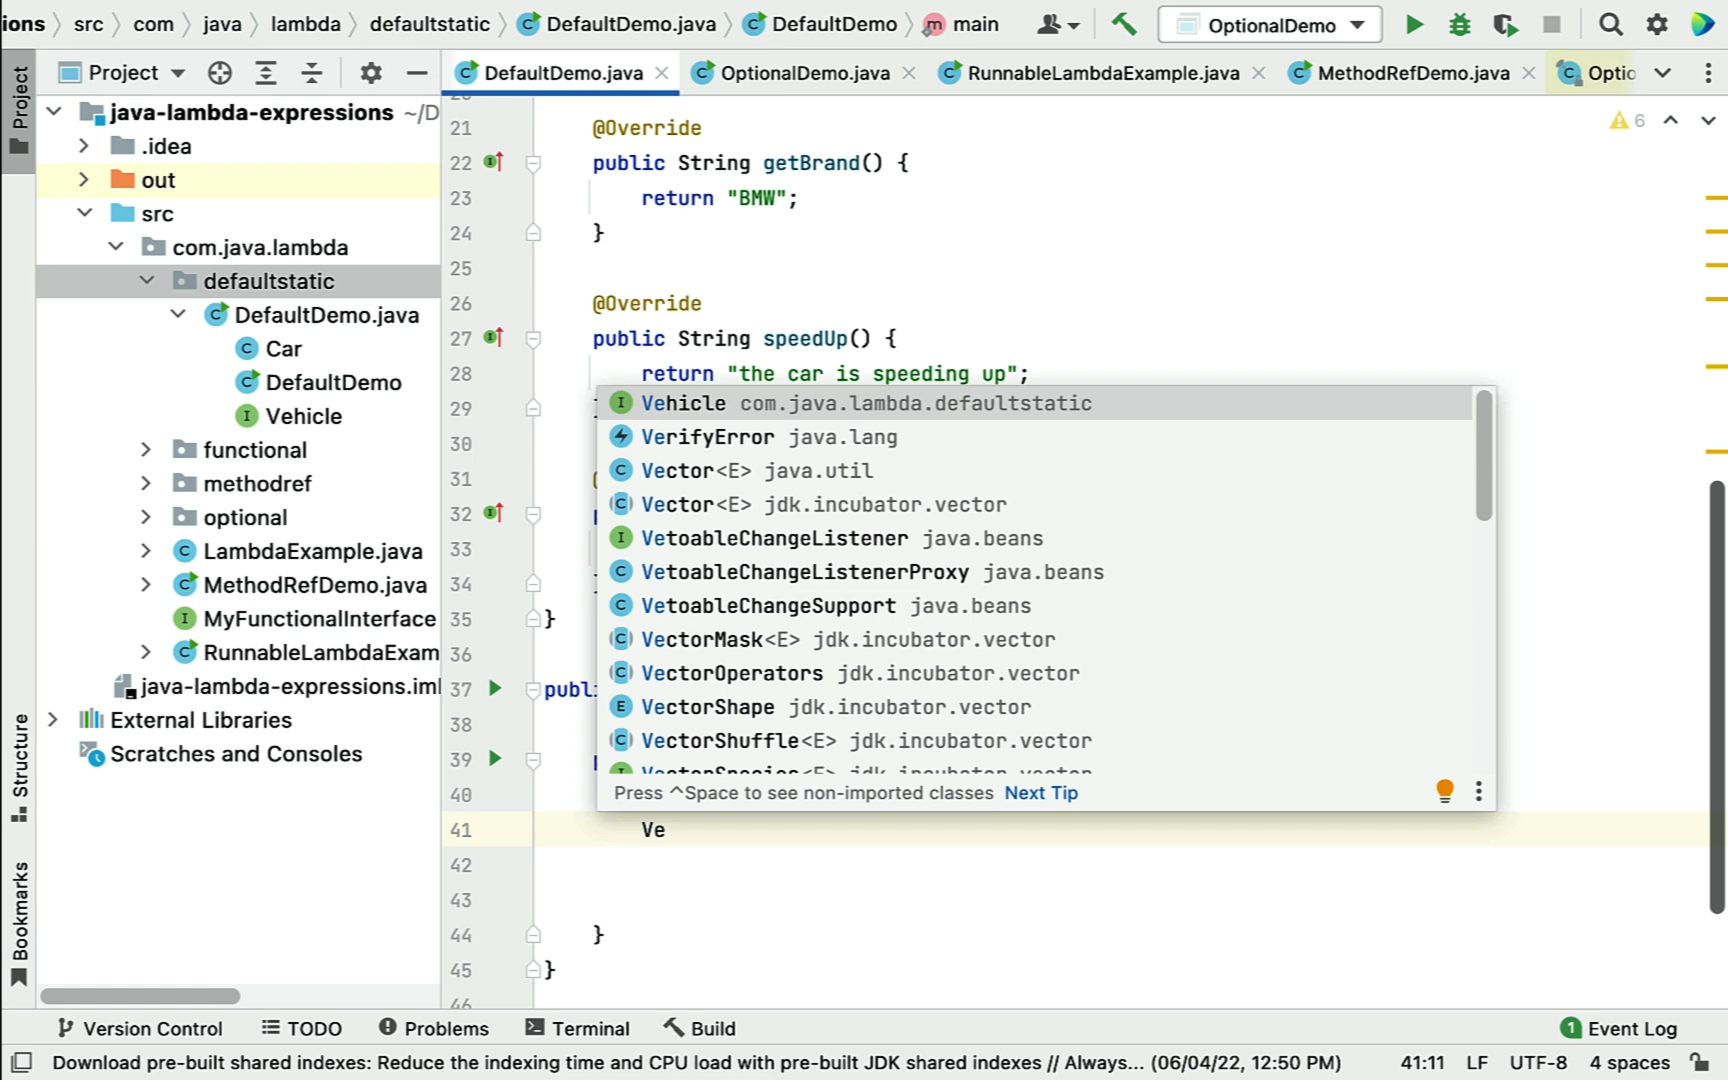 ions src com java lambda defaultstatic DefaultDemo.java DefaultDemo main OptionalDemo
Project
DefaultDemo.java OptionalDemo.java RunnableLambdaExample.java MethodRefDemo.java Optio
Project
java-lambda-expressions ~/D
.idea
out
src
com.java.lambda
defaultstatic
DefaultDemo.java
Car
DefaultDemo
Vehicle
functional
methodref
optional
LambdaExample.java
MethodRefDemo.java
MyFunctionalInterface
RunnableLambdaExam
java-lambda-expressions.iml
External Libraries
Scratches and Consoles
Structure
Bookmarks
6
21 @Override
22 public String getBrand() {
23 return "BMW";
24 }
25
26 @Override
27 public String speedUp() {
28 return "the car is speeding up";
29
30
31
32
33
34
35 }
36
37 publi
38
39
40
41 Ve
42
43
44 }
45 }
46
Vehicle com.java.lambda.defaultstatic
VerifyError java.lang
Vector<E> java.util
Vector<E> jdk.incubator.vector
VetoableChangeListener java.beans
VetoableChangeListenerProxy java.beans
VetoableChangeSupport java.beans
VectorMask<E> jdk.incubator.vector
VectorOperators jdk.incubator.vector
VectorShape jdk.incubator.vector
VectorShuffle<E> jdk.incubator.vector
VectorSpecies<E> jdk.incubator.vector
Press ^Space to see non-imported classes Next Tip
Version Control TODO Problems Terminal Build 1 Event Log
Download pre-built shared indexes: Reduce the indexing time and CPU load with pre-built JDK shared indexes // Always... (06/04/22, 12:50 PM) 41:11 LF UTF-8 4 spaces